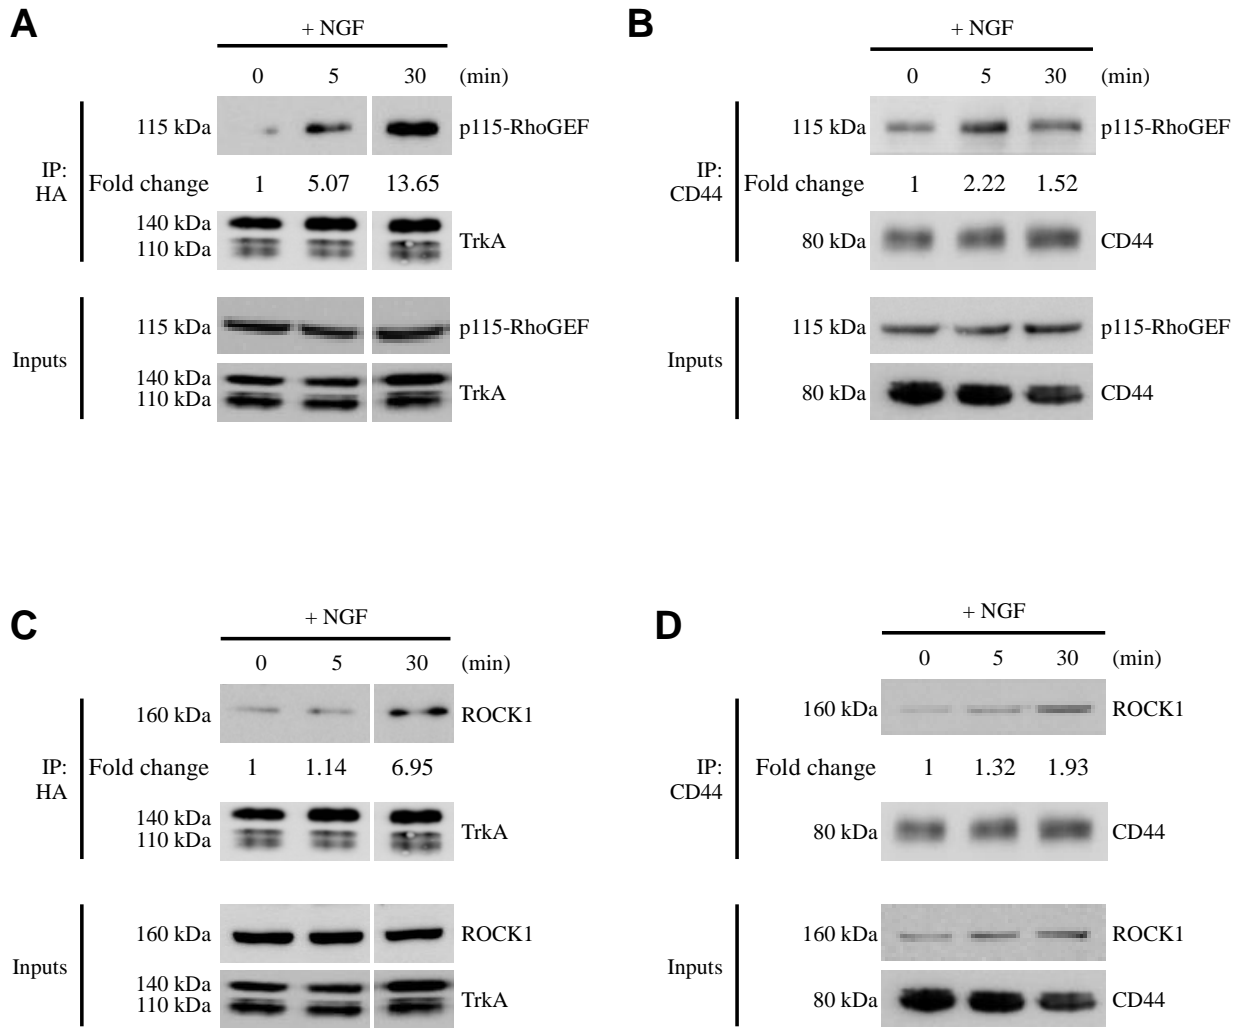 A
+ NGF
0 5 30 (min)
115 kDa p115-RhoGEF
IP:
HA
Fold change 1 5.07 13.65
140 kDa
110 kDa
TrkA
Inputs
115 kDa p115-RhoGEF
140 kDa
110 kDa
TrkA
B
+ NGF
0 5 30 (min)
115 kDa p115-RhoGEF
IP:
CD44
Fold change 1 2.22 1.52
80 kDa CD44
Inputs
115 kDa p115-RhoGEF
80 kDa CD44
C
+ NGF
0 5 30 (min)
160 kDa ROCK1
IP:
HA
Fold change 1 1.14 6.95
140 kDa
110 kDa
TrkA
Inputs
160 kDa ROCK1
140 kDa
110 kDa
TrkA
D
+ NGF
0 5 30 (min)
160 kDa ROCK1
IP:
CD44
Fold change 1 1.32 1.93
80 kDa CD44
Inputs
160 kDa ROCK1
80 kDa CD44